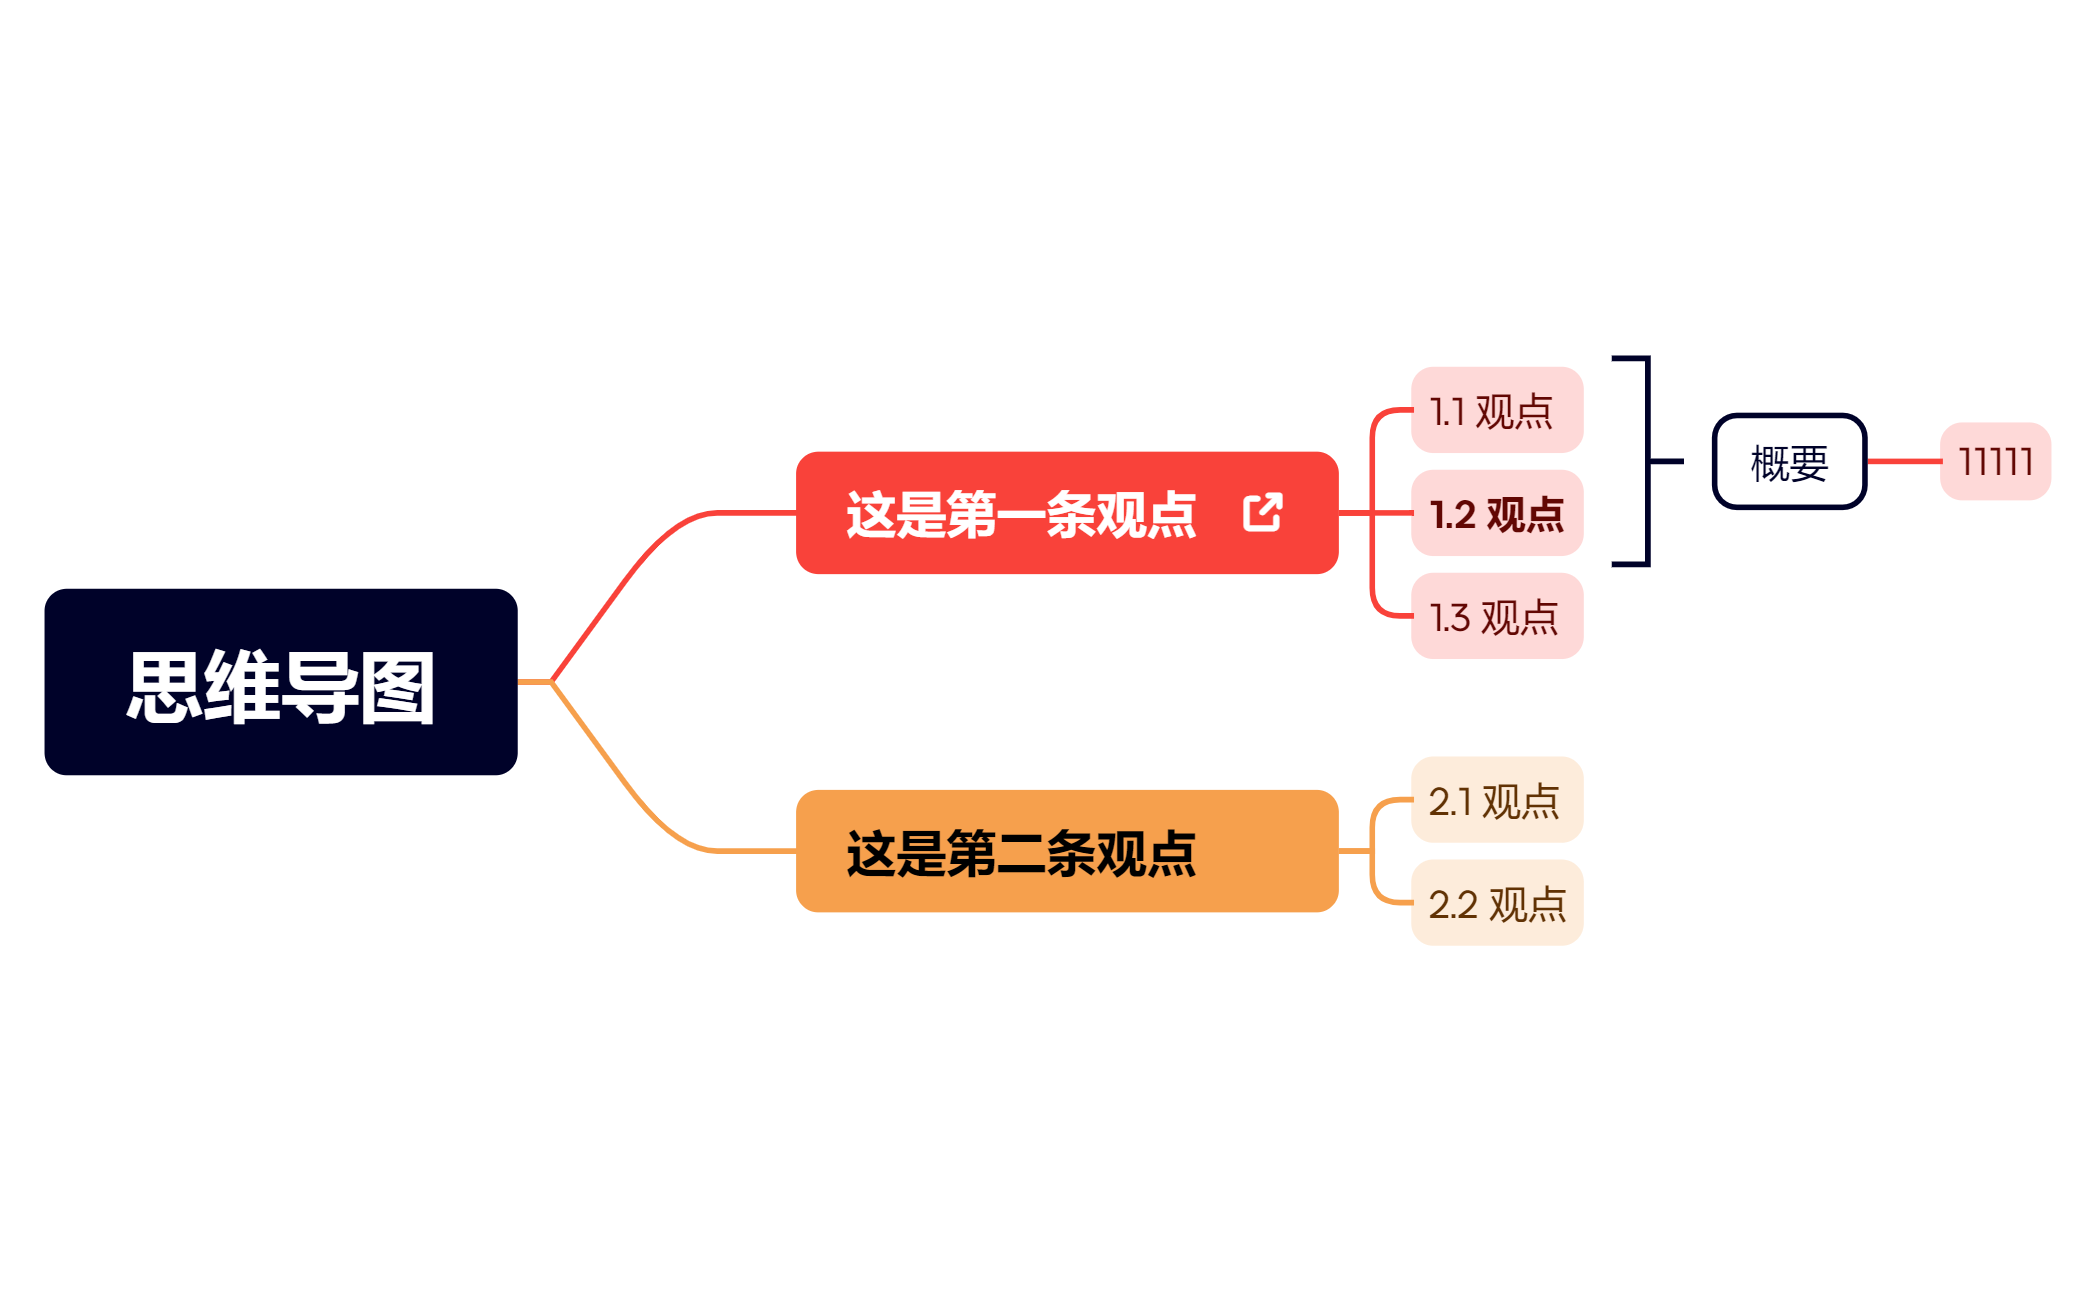 思维导图
这是第一条观点
1.1 观点
1.2 观点
1.3 观点
概要
11111
这是第二条观点
2.1 观点
2.2 观点